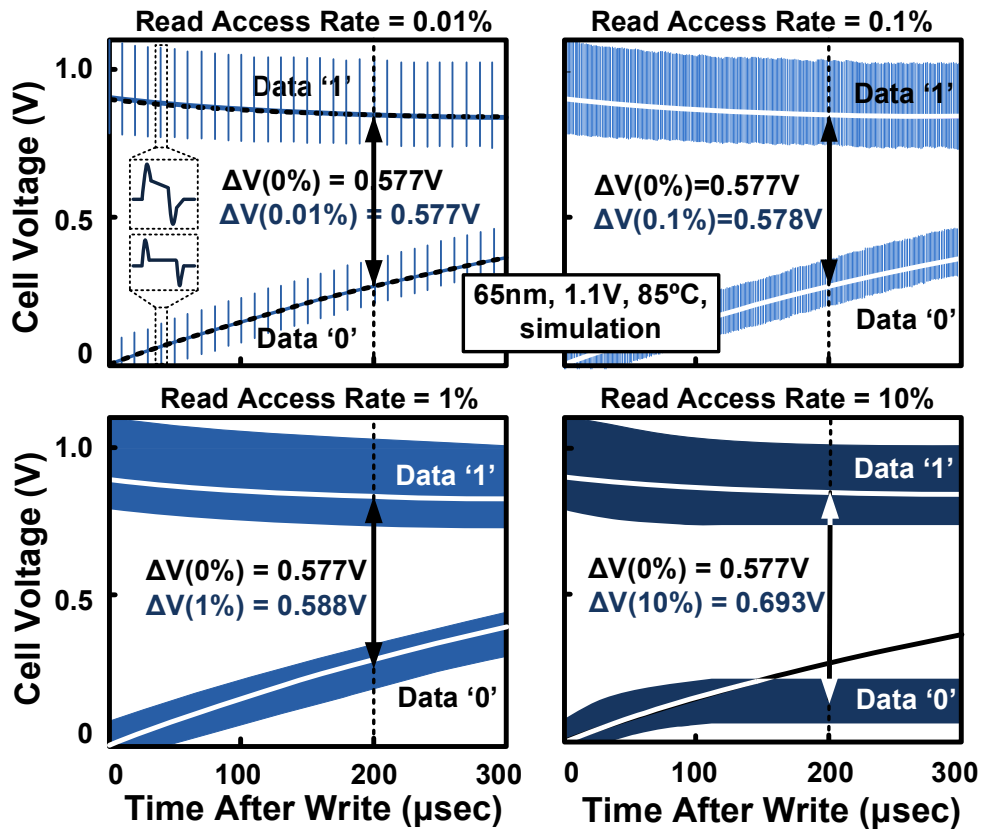 Read Access Rate = 0.01%
Read Access Rate = 0.1%
Cell Voltage (V)
1.0
0.5
0
Data ‘1’
ΔV(0%) = 0.577V
ΔV(0.01%) = 0.577V
Data ‘0’
Data ‘1’
ΔV(0%)=0.577V
ΔV(0.1%)=0.578V
Data ‘0’
65nm, 1.1V, 85ºC,
simulation
Read Access Rate = 1%
Read Access Rate = 10%
Cell Voltage (V)
1.0
0.5
0
Data ‘1’
ΔV(0%) = 0.577V
ΔV(1%) = 0.588V
Data ‘0’
Data ‘1’
ΔV(0%) = 0.577V
ΔV(10%) = 0.693V
Data ‘0’
0 100 200 300
0 100 200 300
Time After Write (µsec)
Time After Write (µsec)